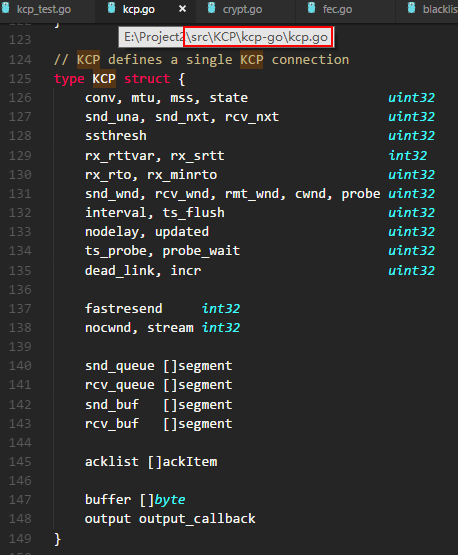 kcp_test.go kcp.go × crypt.go fec.go blacklis
123 }
E:\Project2\src\KCP\kcp-go\kcp.go
124 // KCP defines a single KCP connection
125 type KCP struct {
126 conv, mtu, mss, state uint32
127 snd_una, snd_nxt, rcv_nxt uint32
128 ssthresh uint32
129 rx_rttvar, rx_srtt int32
130 rx_rto, rx_minrto uint32
131 snd_wnd, rcv_wnd, rmt_wnd, cwnd, probe uint32
132 interval, ts_flush uint32
133 nodelay, updated uint32
134 ts_probe, probe_wait uint32
135 dead_link, incr uint32
136
137 fastresend int32
138 nocwnd, stream int32
139
140 snd_queue []segment
141 rcv_queue []segment
142 snd_buf []segment
143 rcv_buf []segment
144
145 acklist []ackItem
146
147 buffer []byte
148 output output_callback
149 }